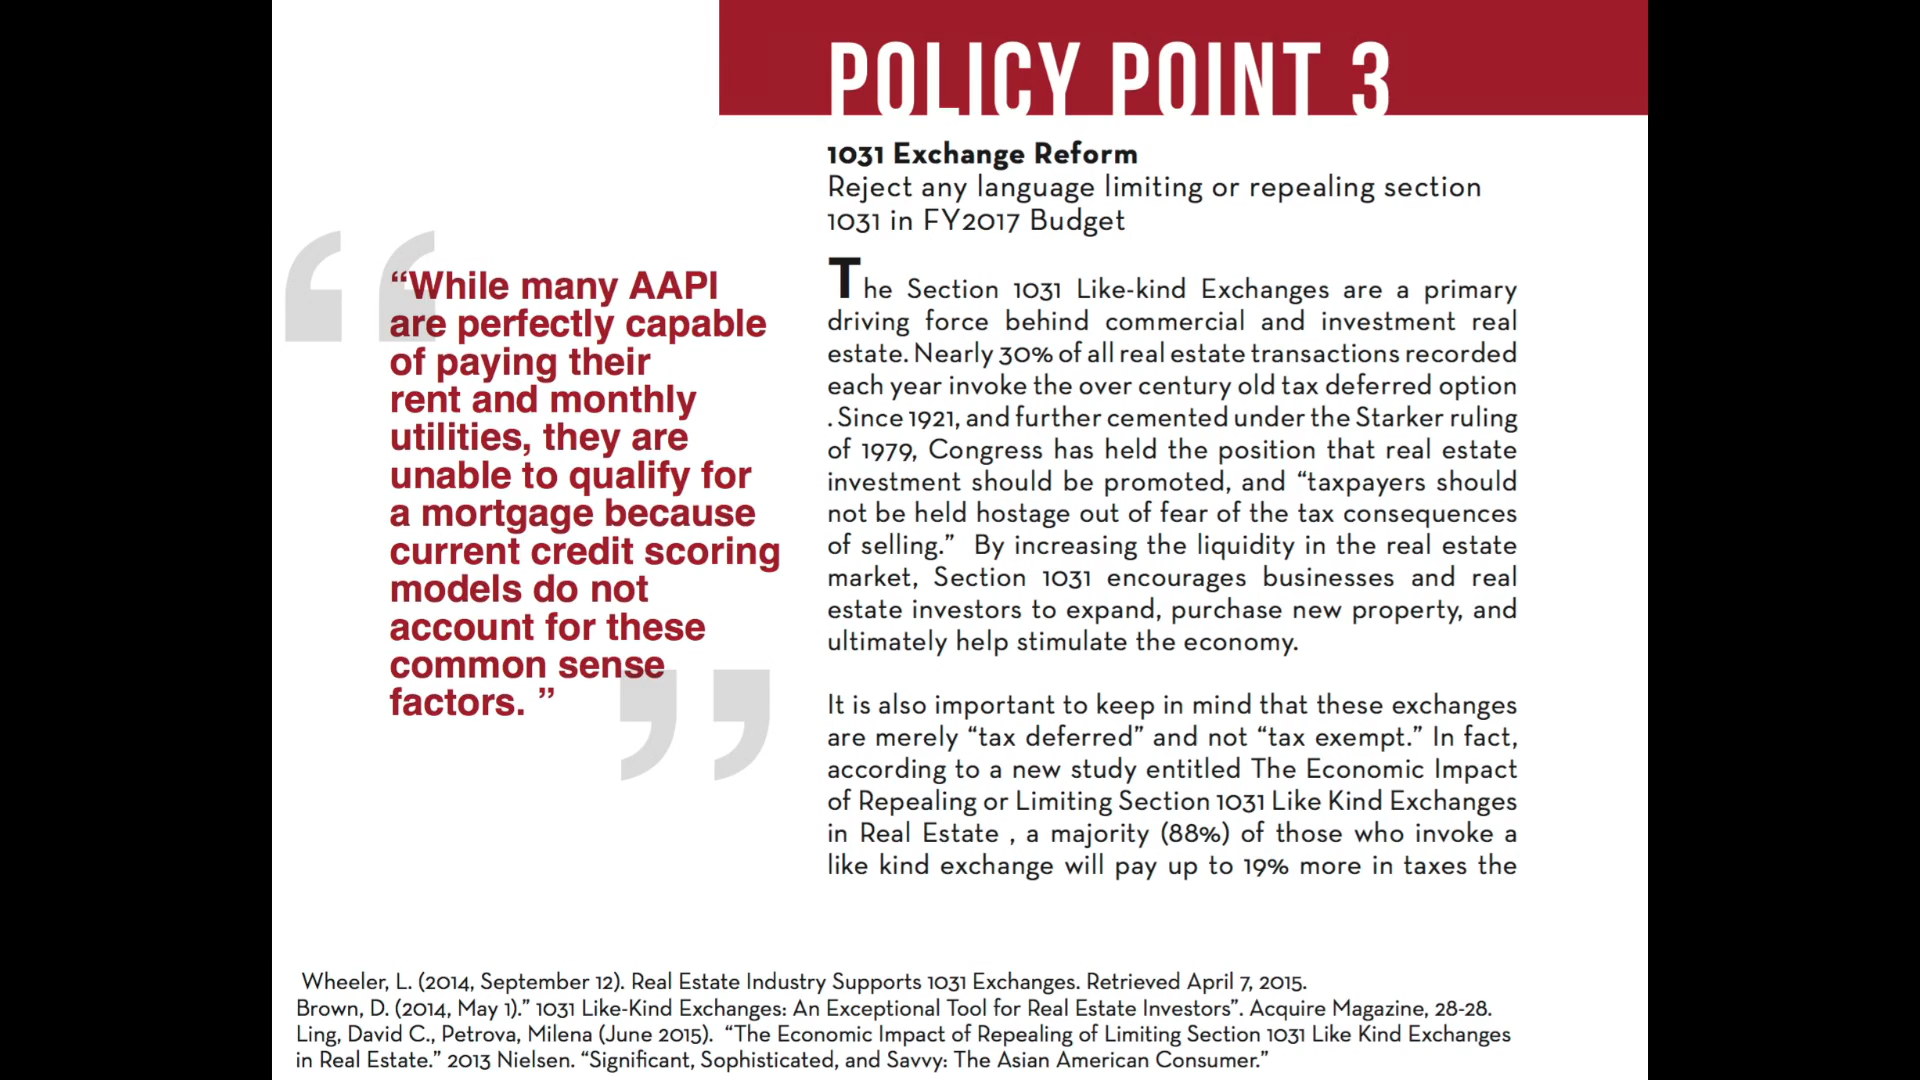 POLICY POINT 3
1031 Exchange Reform
Reject any language limiting or repealing section
1031 in FY2017 Budget
“While many AAPI
are perfectly capable
of paying their
rent and monthly
utilities, they are
unable to qualify for
a mortgage because
current credit scoring
models do not
account for these
common sense
factors. ”
The Section 1031 Like-kind Exchanges are a primary
driving force behind commercial and investment real
estate. Nearly 30% of all real estate transactions recorded
each year invoke the over century old tax deferred option
. Since 1921, and further cemented under the Starker ruling
of 1979, Congress has held the position that real estate
investment should be promoted, and “taxpayers should
not be held hostage out of fear of the tax consequences
of selling.” By increasing the liquidity in the real estate
market, Section 1031 encourages businesses and real
estate investors to expand, purchase new property, and
ultimately help stimulate the economy.
It is also important to keep in mind that these exchanges
are merely “tax deferred” and not “tax exempt.” In fact,
according to a new study entitled The Economic Impact
of Repealing or Limiting Section 1031 Like Kind Exchanges
in Real Estate , a majority (88%) of those who invoke a
like kind exchange will pay up to 19% more in taxes the
Wheeler, L. (2014, September 12). Real Estate Industry Supports 1031 Exchanges. Retrieved April 7, 2015.
Brown, D. (2014, May 1).” 1031 Like-Kind Exchanges: An Exceptional Tool for Real Estate Investors”. Acquire Magazine, 28-28.
Ling, David C., Petrova, Milena (June 2015). “The Economic Impact of Repealing of Limiting Section 1031 Like Kind Exchanges
in Real Estate.” 2013 Nielsen. “Significant, Sophisticated, and Savvy: The Asian American Consumer.”